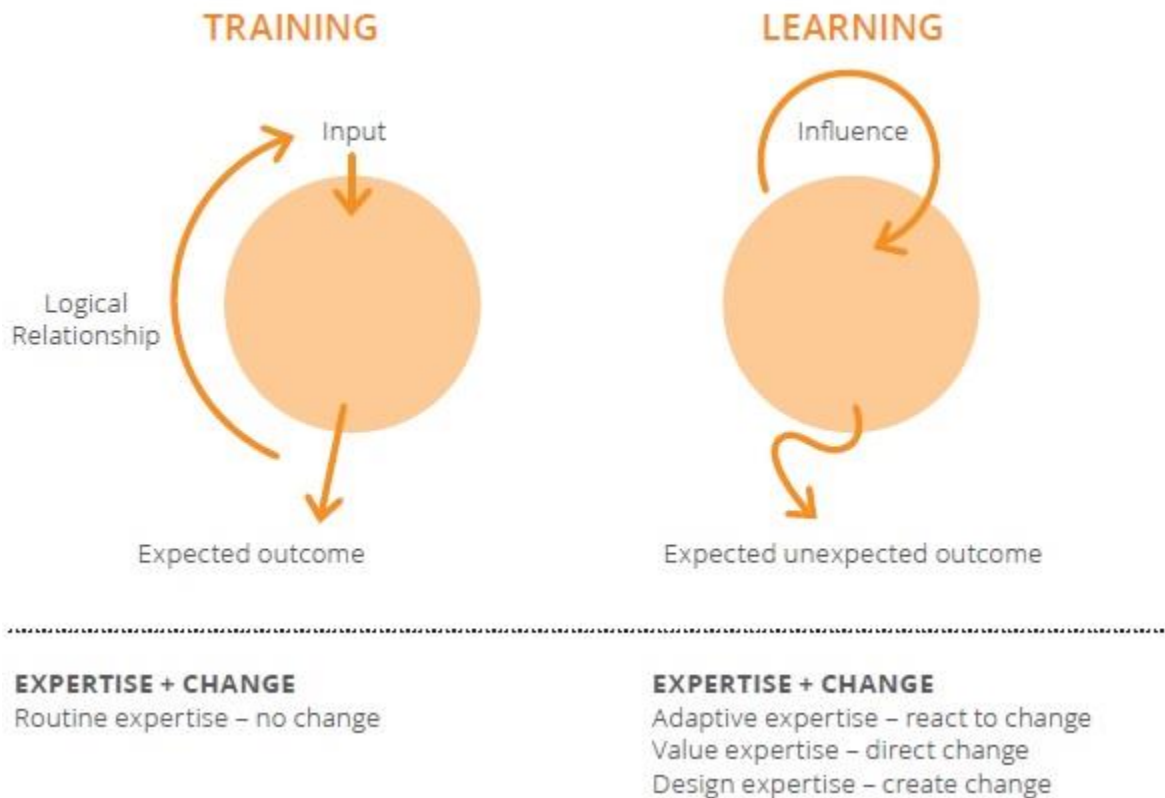 TRAINING
Input
Logical
Relationship
Expected outcome
LEARNING
Influence
Expected unexpected outcome
EXPERTISE + CHANGE
Routine expertise – no change
EXPERTISE + CHANGE
Adaptive expertise – react to change
Value expertise – direct change
Design expertise – create change